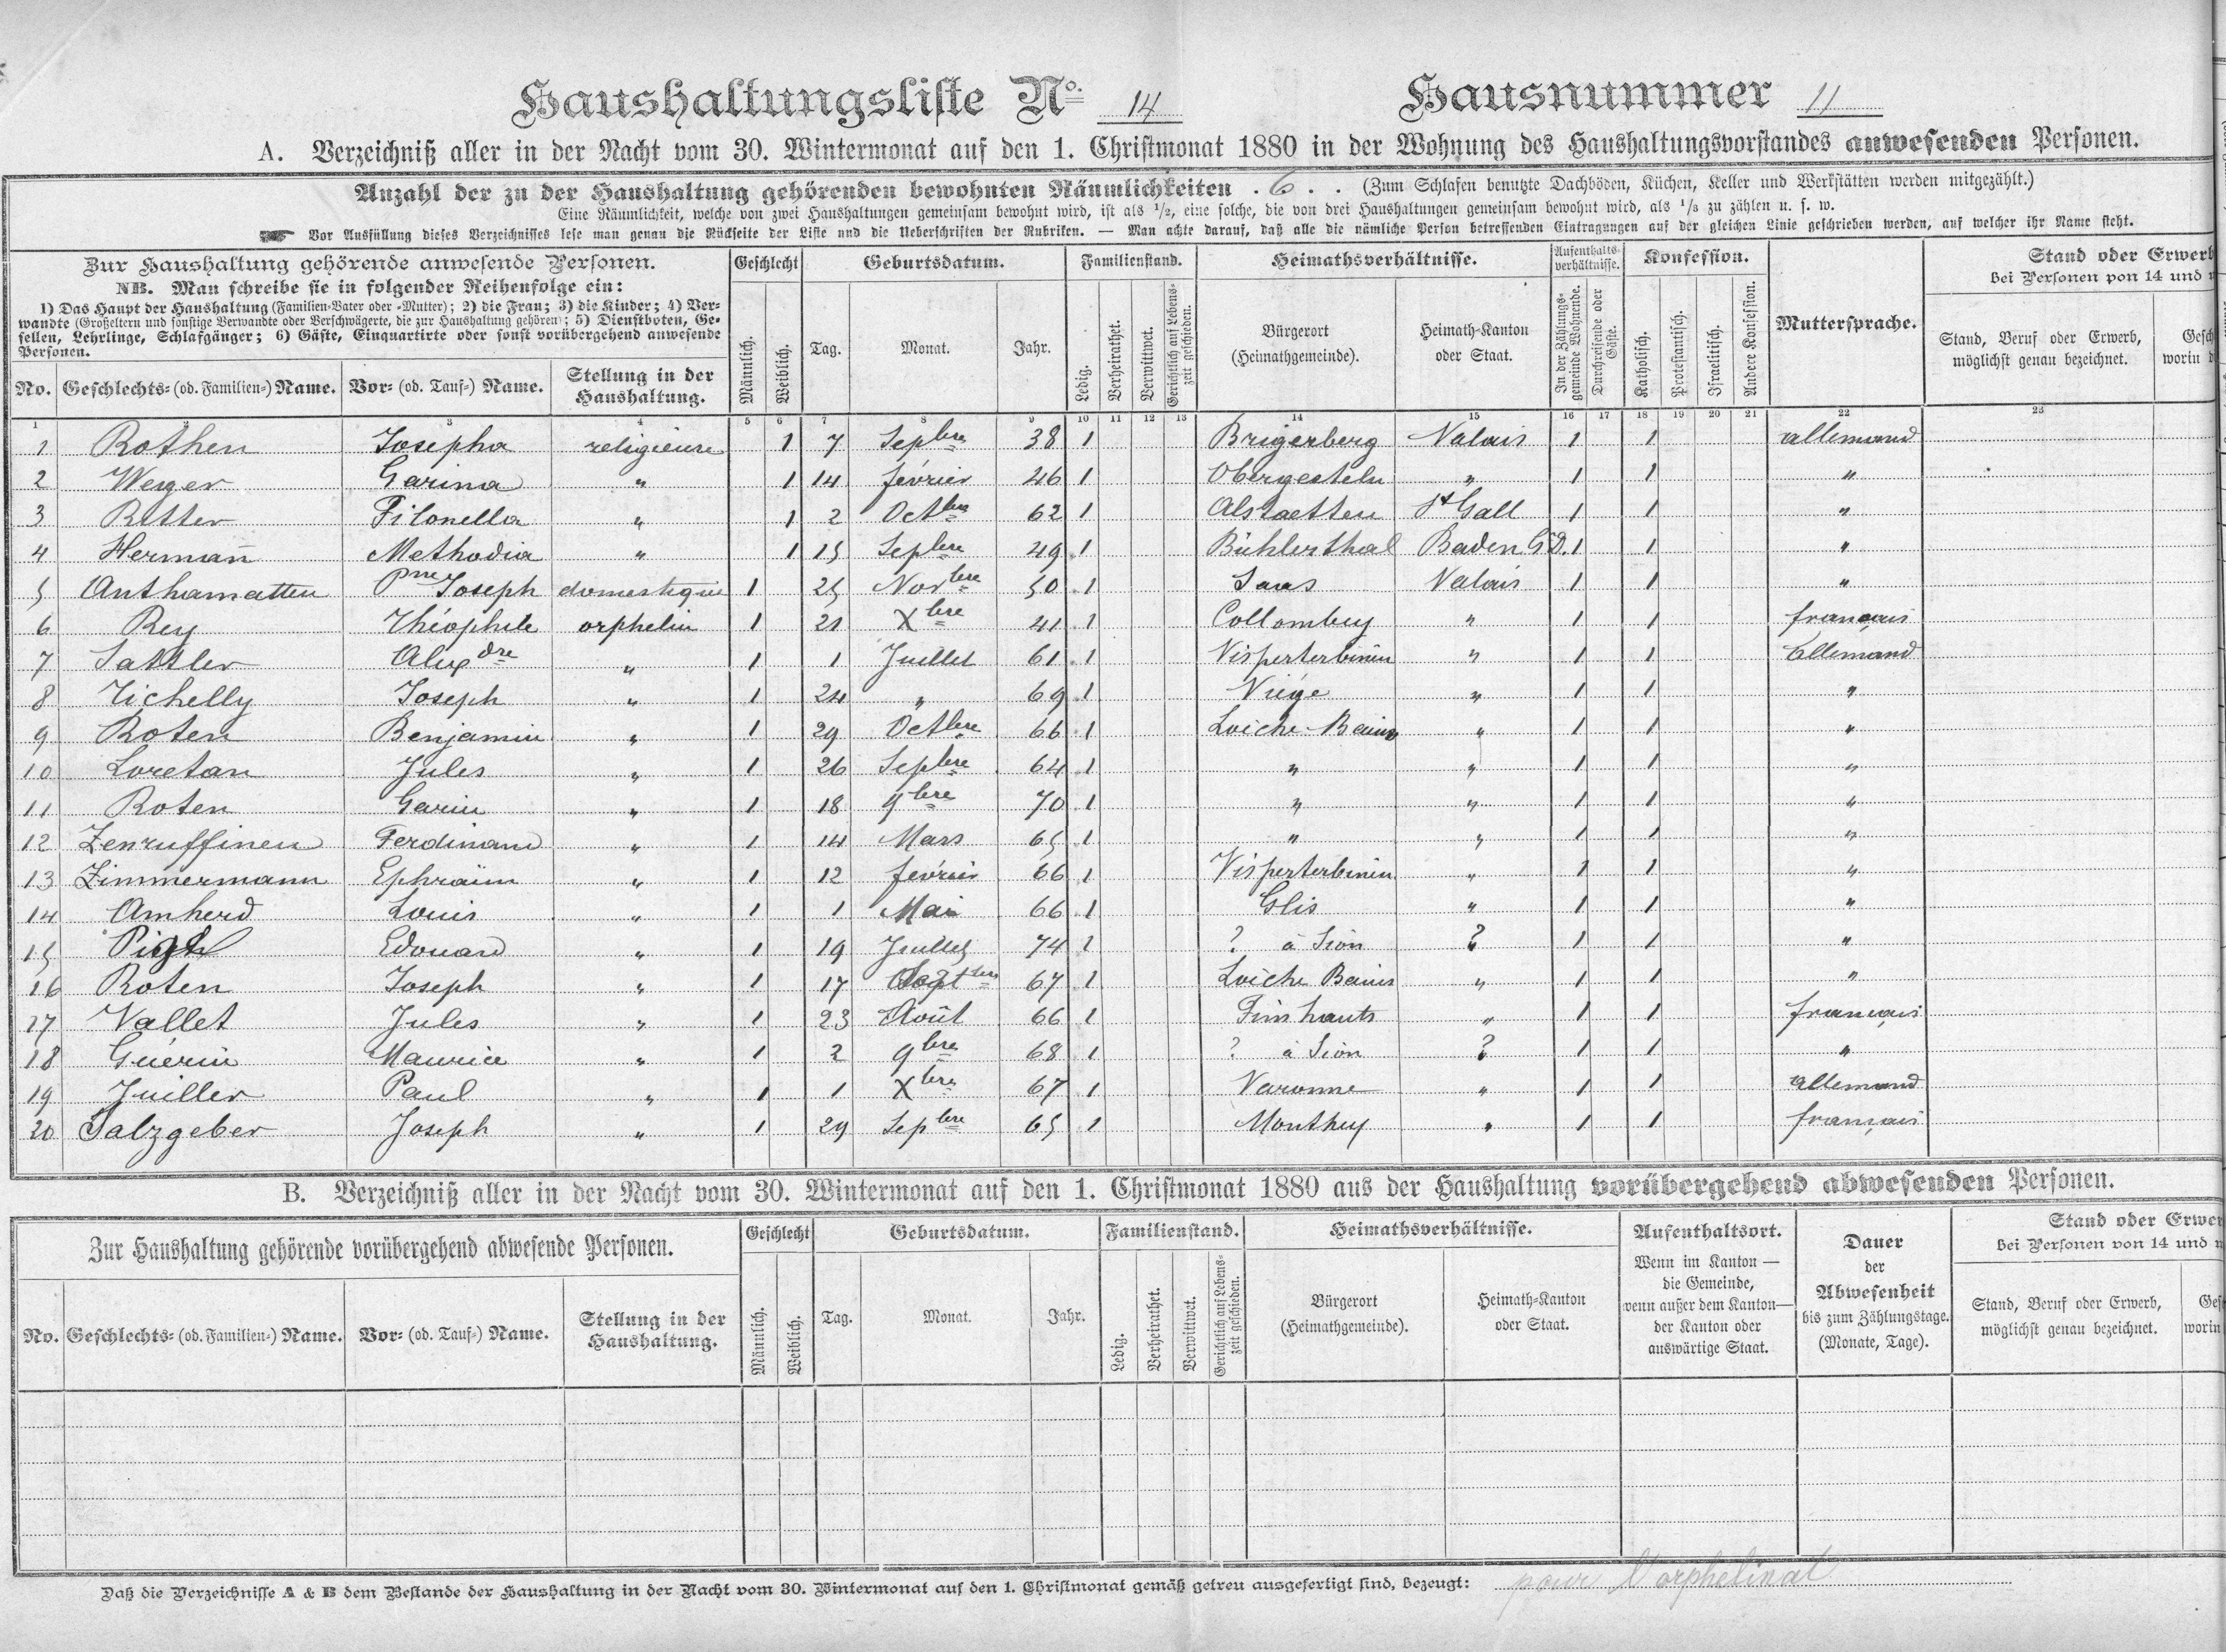 Haushaltungsliste No. 14 Hausnummer 11
A. Verzeichniß aller in der Nacht vom 30. Wintermonat auf den 1. Christmonat 1880 in der Wohnung des Haushaltungsvorstandes anwesenden Personen.
Anzahl der zu der Haushaltung gehörenden bewohnten Räumlichkeiten . 6 . . (Zum Schlafen benutzte Dachböden, Küchen, Keller und Werkstätten werden mitgezählt.)
Eine Räumlichkeit, welche von zwei Haushaltungen gemeinsam bewohnt wird, ist als 1/2, eine solche, die von drei Haushaltungen gemeinsam bewohnt wird, als 1/3 zu zählen u. s. w.
Vor Ausfüllung dieses Verzeichnisses lese man genau die Rückseite der Liste und die Ueberschriften der Rubriken. — Man achte darauf, daß alle die nämliche Person betreffenden Eintragungen auf der gleichen Linie geschrieben werden, auf welcher ihr Name steht.
Zur Haushaltung gehörende anwesende Personen. Geschlecht Geburtsdatum. Familienstand. Heimathsverhältnisse. Aufenthalts-verhältnisse. Konfession. Muttersprache. Stand oder Erwerb
bei Personen von 14 und
NB. Man schreibe sie in folgender Reihenfolge ein:
1) Das Haupt der Haushaltung (Familien-Vater oder -Mutter); 2) die Frau; 3) die Kinder; 4) Ver-
wandte (Großeltern und sonstige Verwandte oder Verschwägerte, die zur Haushaltung gehören); 5) Dienstboten, Ge-
sellen, Lehrlinge, Schlafgänger; 6) Gäste, Einquartirte oder sonst vorübergehend anwesende
Personen.
No. Geschlechts- (od. Familien-) Name. Vor- (od. Tauf-) Name. Stellung in der Haushaltung. Männlich. Weiblich. Tag. Monat. Jahr. Ledig. Verheirathet. Verwittwet. Gerichtlich auf Lebens-zeit geschieden. Bürgerort (Heimathgemeinde). Heimath-Kanton oder Staat. In der Zählungs-gemeinde Wohnende. Durchreisende oder Gäste. Katholisch. Protestantisch. Israelitisch. Andere Konfession. Stand, Beruf oder Erwerb, möglichst genau bezeichnet.
1 3 4 5 6 7 8 9 10 11 12 13 14 15 16 17 18 19 20 21 22 23
1 Rothen Josepha religieuse 1 7 Sepbre 38 1 Brigerberg Valais 1 1 allemand
2 Werger Garina " 1 14 février 46 1 Obergesteln " 1 1 "
3 Ritter Filonella " 1 2 Octbre 62 1 Alstaetten St Gall 1 1 "
4 Hermañ Methodia " 1 15 Sepbre 49 1 Bühlerthal Baden G.D. 1 1 "
5 Anthamatten Pre Joseph domestique 1 25 Novbre 50 1 Saas Valais 1 1 "
6 Rey Théophile orphelin 1 21 Xbre 41 1 Collombey " 1 1 français
7 Sattler Alexdre " 1 1 Juillet 61 1 Visperterbinen " 1 1 allemand
8 Tichelly Joseph " 1 24 " 69 1 Viége " 1 1 "
9 Roten Benjamin " 1 29 Octbre 66 1 Loiche-Bains " 1 1 "
10 Loretan Jules " 1 26 Sepbre 64 1 " " 1 1 "
11 Roten Garin " 1 18 9bre 70 1 " " 1 1 "
12 Zenruffinen Ferdinand " 1 14 Mars 65 1 " " 1 1 "
13 Zimmermann Ephraïm " 1 12 février 66 1 Visperterbinen " 1 1 "
14 Amherd Louis " 1 1 Mai 66 1 Glis " 1 1 "
15 Edouard " 1 19 Juillet 74 1 ? à Sion ? 1 1 "
16 Roten Joseph " 1 17 67 1 Loiche Bains " 1 1 "
17 Vallet Jules " 1 23 Août 66 1 Finhauts " 1 1 français
18 Guérin Maurice " 1 2 9bre 68 1 ? à Sion ? 1 1 "
19 Juiller Paul " 1 1 Xbre 67 1 Varonne " 1 1 allemand
20 Salzgeber Joseph " 1 29 Sepbre 65 1 Monthey " 1 1 français
B. Verzeichniß aller in der Nacht vom 30. Wintermonat auf den 1. Christmonat 1880 aus der Haushaltung vorübergehend abwesenden Personen.
Zur Haushaltung gehörende vorübergehend abwesende Personen. Geschlecht Geburtsdatum. Familienstand. Heimathsverhältnisse. Aufenthaltsort. Dauer der Abwesenheit bis zum Zählungstage. (Monate, Tage). Stand oder Erwer
bei Personen von 14 und
Wenn im Kanton — die Gemeinde, wenn außer dem Kanton — der Kanton oder auswärtige Staat.
No. Geschlechts- (od. Familien-) Name. Vor- (od. Tauf-) Name. Stellung in der Haushaltung. Männlich. Weiblich. Tag. Monat. Jahr. Ledig. Verheirathet. Verwittwet. Gerichtlich auf Lebens-zeit geschieden. Bürgerort (Heimathgemeinde). Heimath-Kanton oder Staat. Stand, Beruf oder Erwerb, möglichst genau bezeichnet.
Daß die Verzeichnisse A & B dem Bestande der Haushaltung in der Nacht vom 30. Wintermonat auf den 1. Christmonat gemäß getreu ausgefertigt sind, bezeugt: pour l'orphelinat